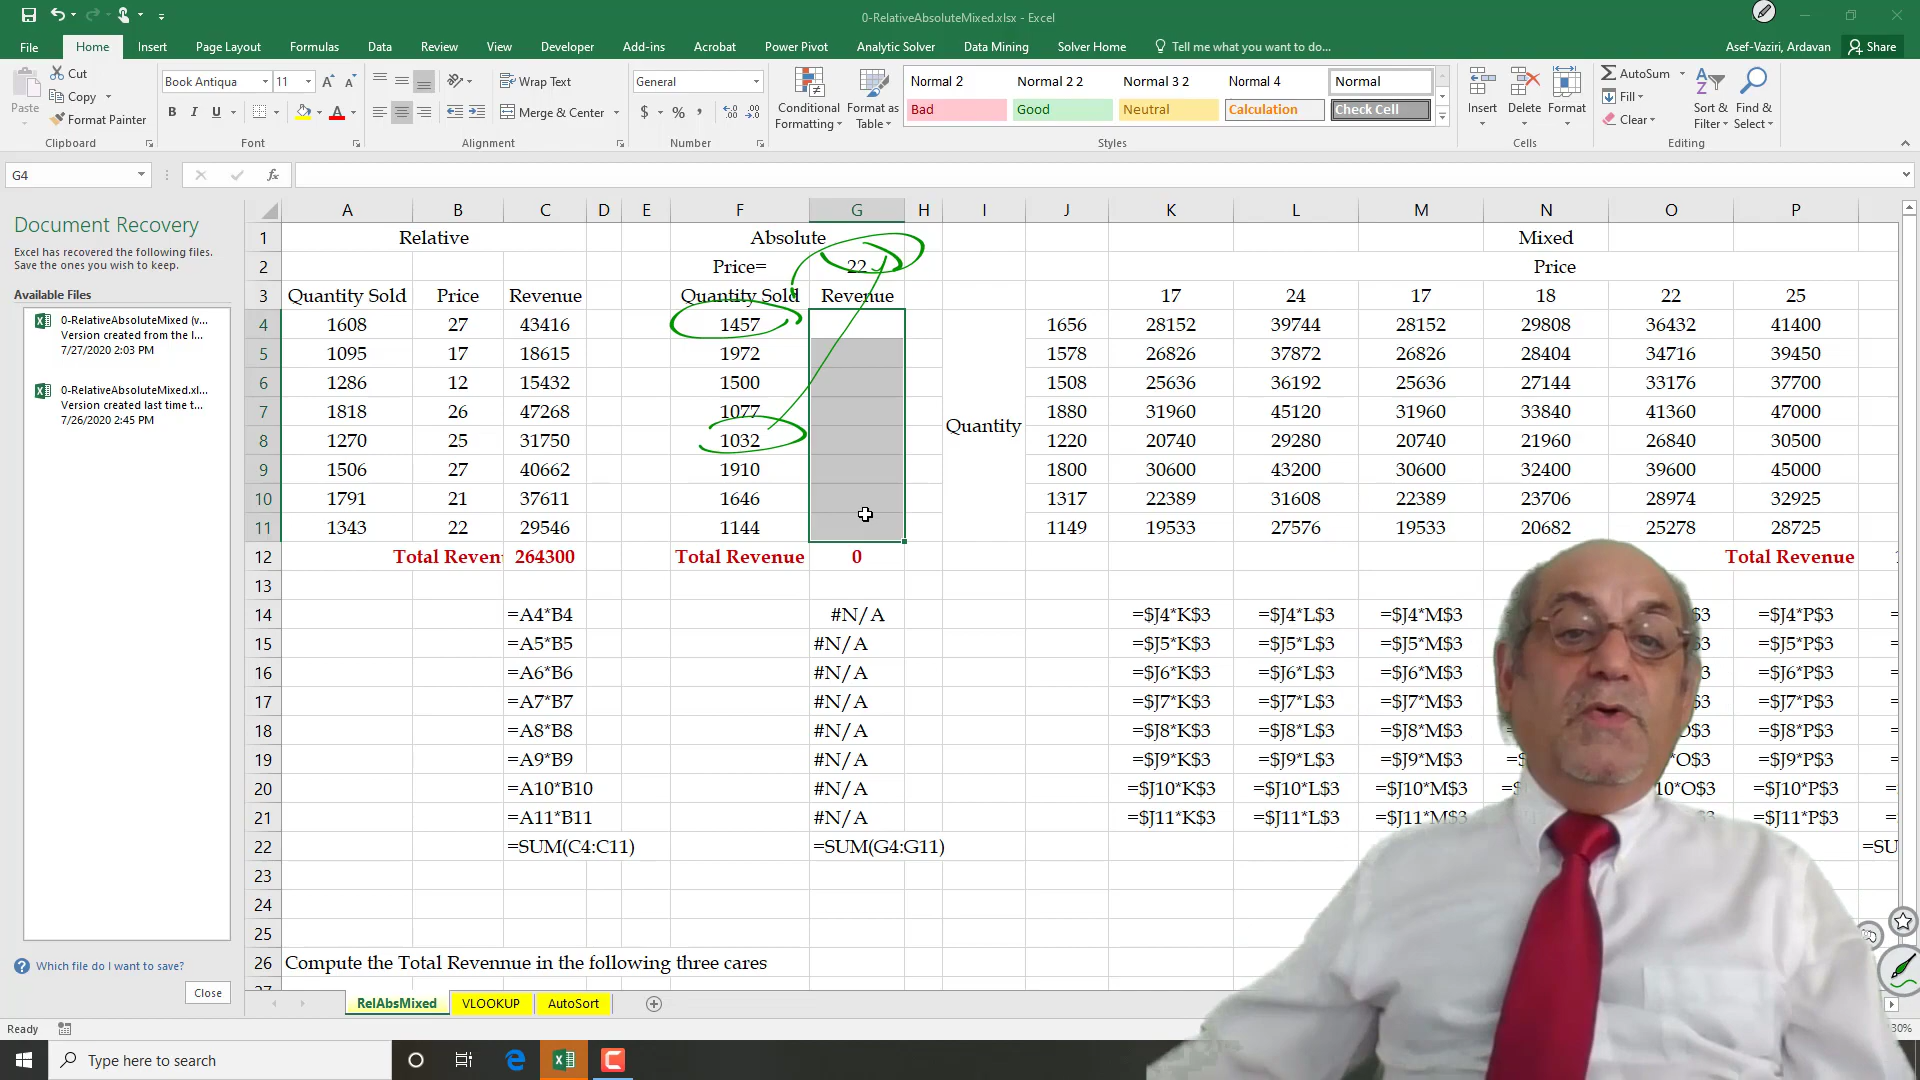 0-RelativeAbsoluteMixed.xlsx - Excel
File Home Insert Page Layout Formulas Data Review View Developer Add-ins Acrobat Power Pivot Analytic Solver Data Mining Solver Home Tell me what you want to do... Asef-Vaziri, Ardavan Share
Paste Cut Copy Format Painter
Book Antiqua 11 A A B I U A
Wrap Text Merge & Center
General $ % ,
Conditional Formatting Format as Table
Normal 2 Normal 2 2 Normal 3 2 Normal 4 Normal
Bad Good Neutral Calculation Check Cell
Insert Delete Format
AutoSum Fill Clear Sort & Filter Find & Select
Clipboard Font Alignment Number Styles Cells Editing
G4 fx
Document Recovery
Excel has recovered the following files.
Save the ones you wish to keep.
Available Files
0-RelativeAbsoluteMixed (v...
Version created from the l...
7/27/2020 2:03 PM
0-RelativeAbsoluteMixed.xl...
Version created last time t...
7/26/2020 2:45 PM
Which file do I want to save?
Close
A B C D E F G H I J K L M N O P
1 Relative Absolute Mixed
2 Price= 22 Price
3 Quantity Sold Price Revenue Quantity Sold Revenue 17 24 17 18 22 25
4 1608 27 43416 1457 1656 28152 39744 28152 29808 36432 41400
5 1095 17 18615 1972 1578 26826 37872 26826 28404 34716 39450
6 1286 12 15432 1500 1508 25636 36192 25636 27144 33176 37700
7 1818 26 47268 1077 1880 31960 45120 31960 33840 41360 47000
Quantity
8 1270 25 31750 1032 1220 20740 29280 20740 21960 26840 30500
9 1506 27 40662 1910 1800 30600 43200 30600 32400 39600 45000
10 1791 21 37611 1646 1317 22389 31608 22389 23706 28974 32925
11 1343 22 29546 1144 1149 19533 27576 19533 20682 25278 28725
12 Total Reven 264300 Total Revenue 0 Total Revenue
13
14 =A4*B4 #N/A =$J4*K$3 =$J4*L$3 =$J4*M$3 $3 =$J4*P$3 =
15 =A5*B5 #N/A =$J5*K$3 =$J5*L$3 =$J5*M$3 $3 =$J5*P$3 =
16 =A6*B6 #N/A =$J6*K$3 =$J6*L$3 =$J6*M$3 $3 =$J6*P$3 =
17 =A7*B7 #N/A =$J7*K$3 =$J7*L$3 =$J7*M$3 $3 =$J7*P$3 =
18 =A8*B8 #N/A =$J8*K$3 =$J8*L$3 =$J8*M$3 =$ O$3 =$J8*P$3 =
19 =A9*B9 #N/A =$J9*K$3 =$J9*L$3 =$J9*M$3 =$ *O$3 =$J9*P$3 =
20 =A10*B10 #N/A =$J10*K$3 =$J10*L$3 =$J10*M$3 =$ 10*O$3 =$J10*P$3 =
21 =A11*B11 #N/A =$J11*K$3 =$J11*L$3 =$J11*M$3 11*O$3 =$J11*P$3 =
22 =SUM(C4:C11) =SUM(G4:G11) =SU
23
24
25
26 Compute the Total Revennue in the following three cares
RelAbsMixed VLOOKUP AutoSort
Ready 30%
Type here to search